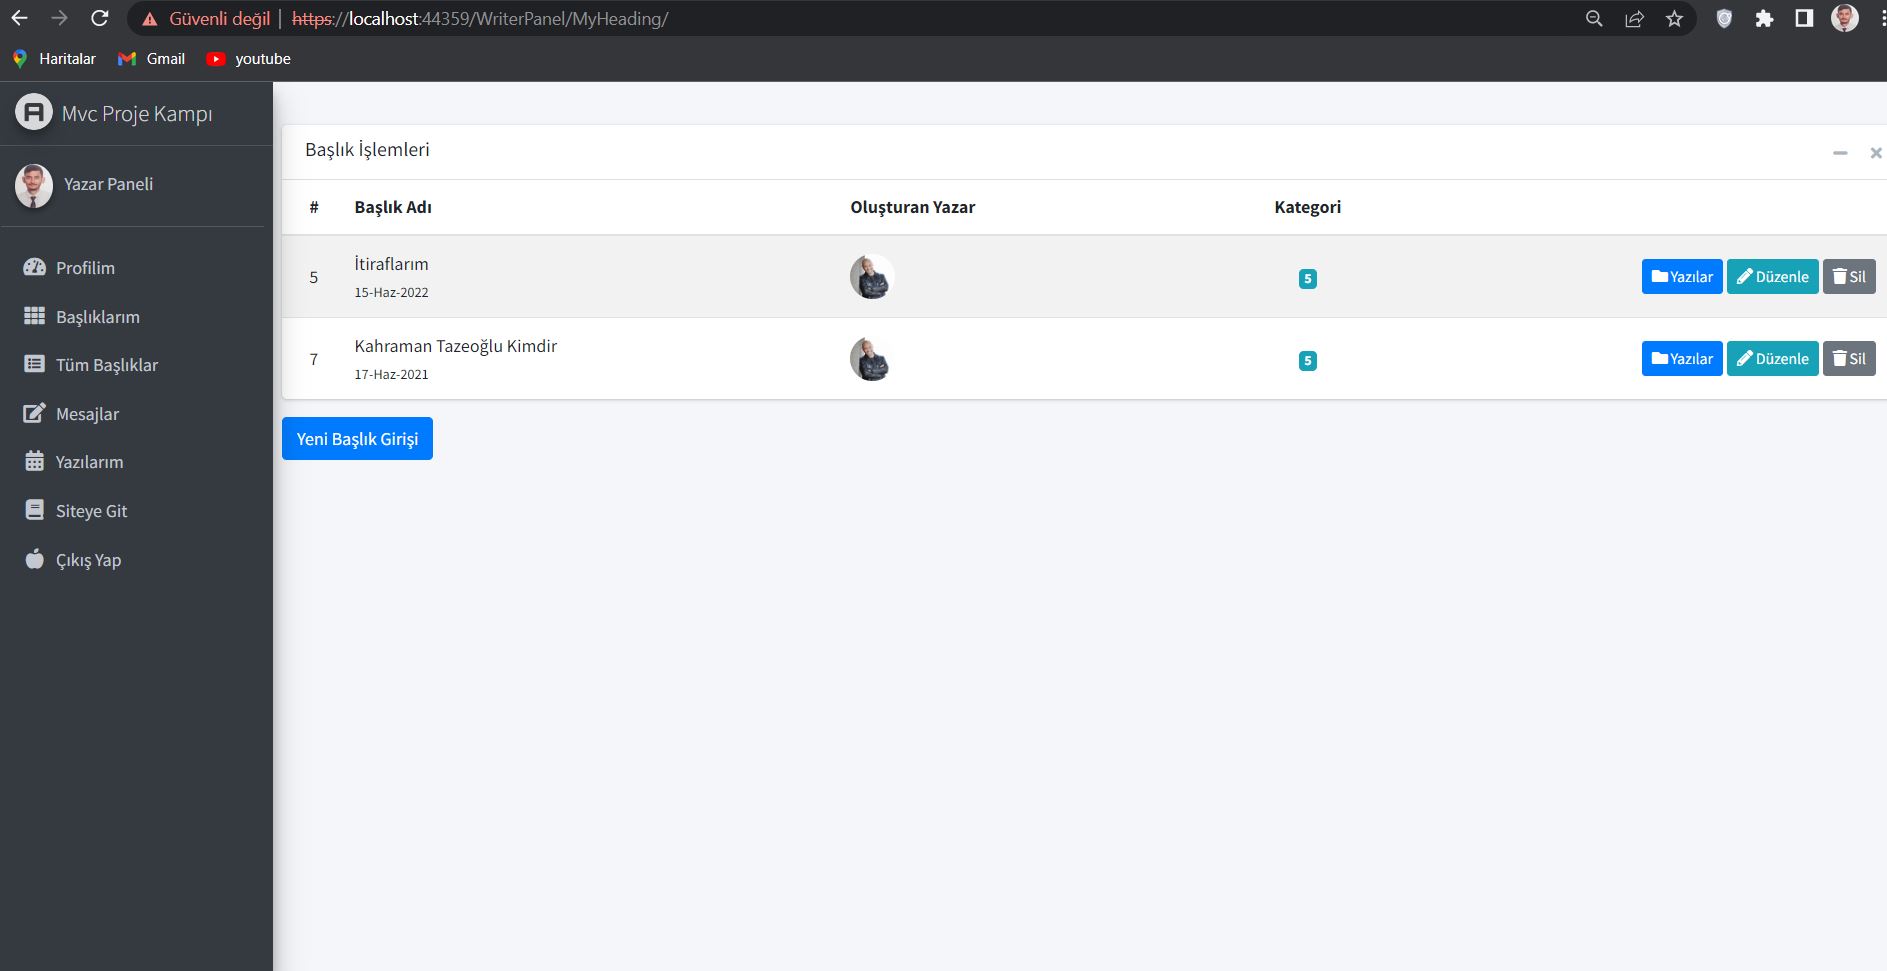 Güvenli değil | https://localhost:44359/WriterPanel/MyHeading/
Haritalar Gmail youtube
Mvc Proje Kampı
Yazar Paneli
Profilim
Başlıklarım
Tüm Başlıklar
Mesajlar
Yazılarım
Siteye Git
Çıkış Yap
Başlık İşlemleri
# Başlık Adı Oluşturan Yazar Kategori
5 İtiraflarım 5 Yazılar Düzenle Sil
15-Haz-2022
7 Kahraman Tazeoğlu Kimdir 5 Yazılar Düzenle Sil
17-Haz-2021
Yeni Başlık Girişi